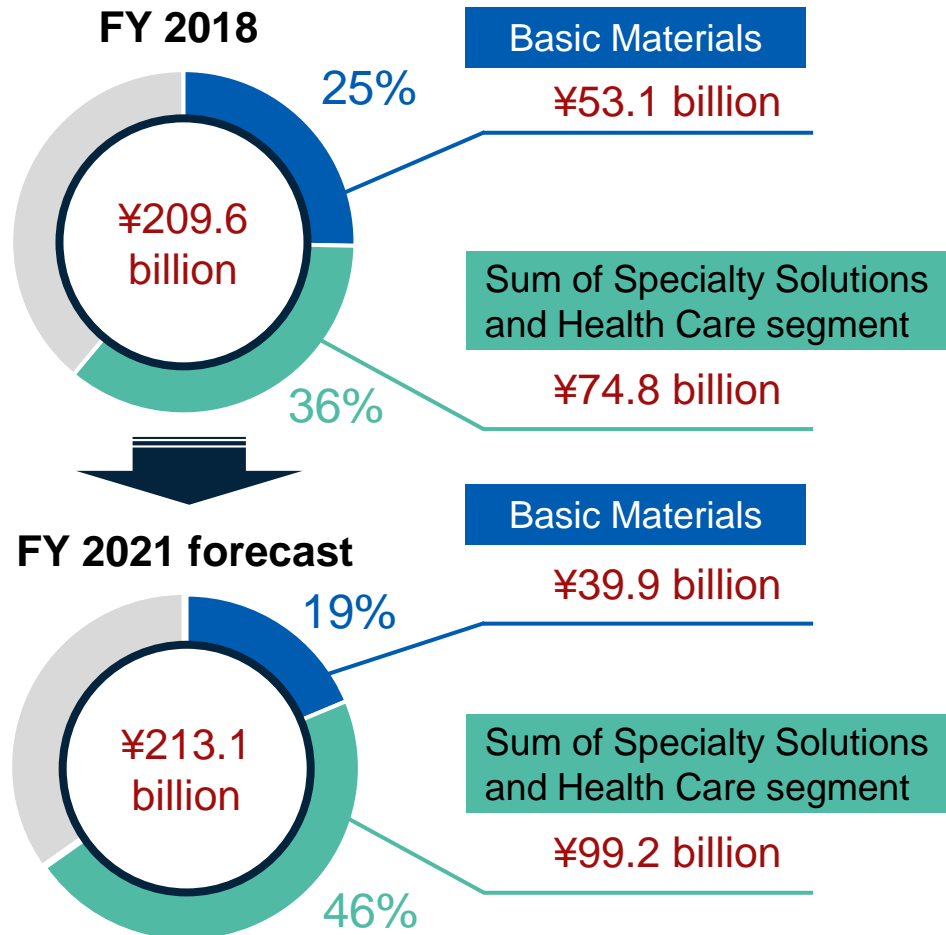 FY 2018
25%
Basic Materials
¥53.1 billion
¥209.6
billion
Sum of Specialty Solutions
and Health Care segment
36%
¥74.8 billion
FY 2021 forecast
19%
Basic Materials
¥39.9 billion
¥213.1
billion
Sum of Specialty Solutions
and Health Care segment
¥99.2 billion
46%